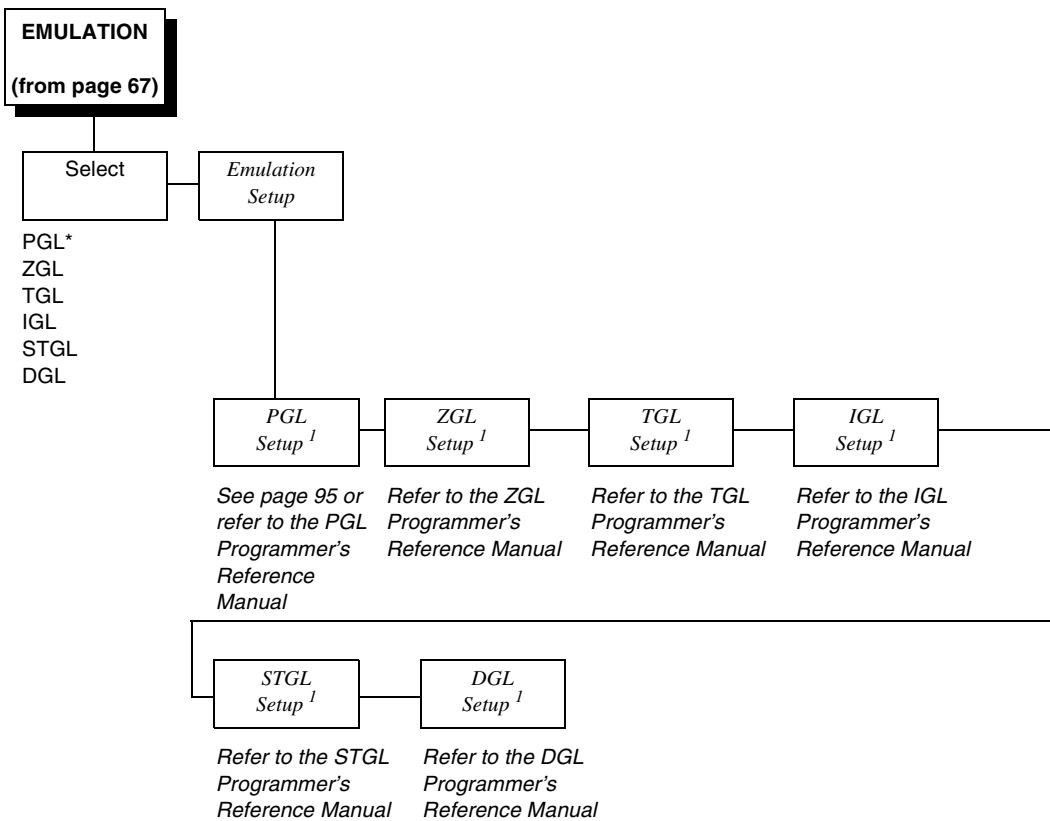 EMULATION
(from page 67)
Select
Emulation
Setup
PGL*
ZGL
TGL
IGL
STGL
DGL
PGL
Setup 1
ZGL
Setup 1
TGL
Setup 1
IGL
Setup 1
See page 95 or
refer to the PGL
Programmer's
Reference
Manual
Refer to the ZGL
Programmer's
Reference Manual
Refer to the TGL
Programmer's
Reference Manual
Refer to the IGL
Programmer's
Reference Manual
STGL
Setup 1
DGL
Setup 1
Refer to the STGL
Programmer's
Reference Manual
Refer to the DGL
Programmer's
Reference Manual